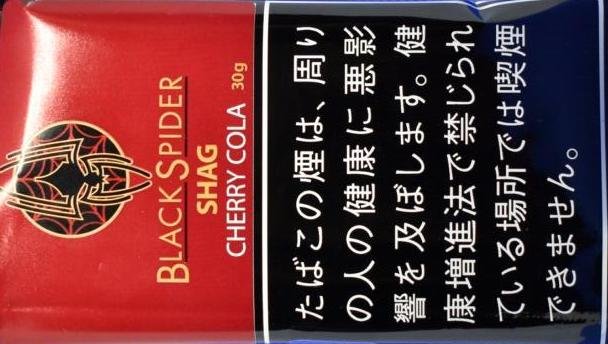 BLACK SPIDER
SHAG
CHERRY COLA 30g
たばこの煙は、周り
の人の健康に悪影
響を及ぼします。健
康増進法で禁じられ
ている場所では喫煙
できません。